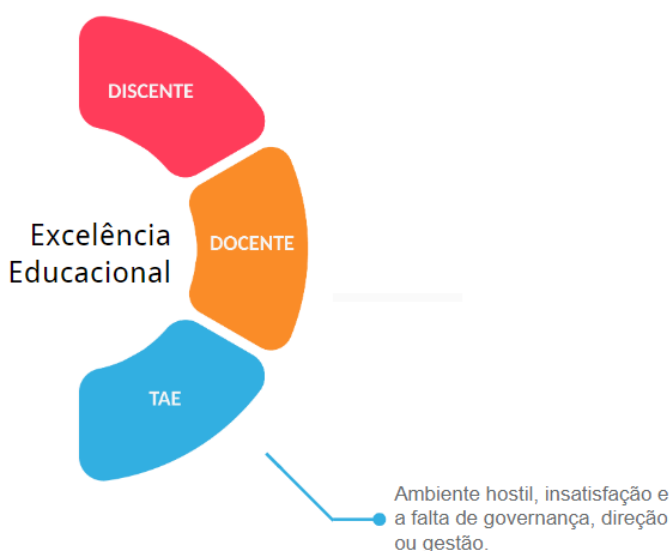 DISCENTE
Excelência
Educacional
DOCENTE
TAE
Ambiente hostil, insatisfação e
a falta de governança, direção
ou gestão.